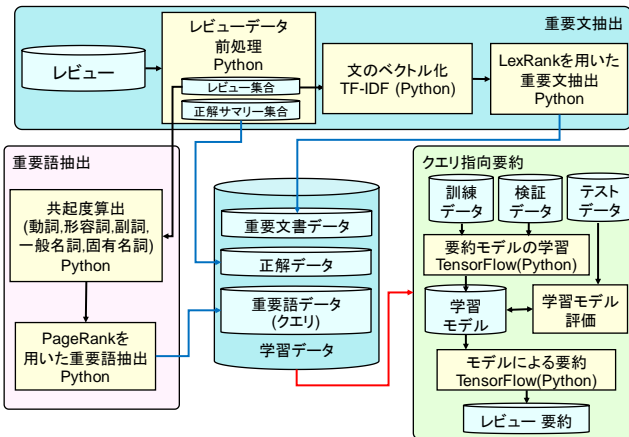 重要文抽出
レビュー
レビューデータ
前処理
Python
レビュー集合
正解サマリー集合
文のベクトル化
TF-IDF (Python)
LexRankを用いた
重要文抽出
Python
重要語抽出
共起度算出
(動詞,形容詞,副詞,
一般名詞,固有名詞)
Python
PageRankを
用いた重要語抽出
Python
重要文書データ
正解データ
重要語データ
(クエリ)
学習データ
クエリ指向要約
訓練
データ
検証
データ
テスト
データ
要約モデルの学習
TensorFlow(Python)
学習
モデル
学習モデル
評価
モデルによる要約
TensorFlow(Python)
レビュー 要約